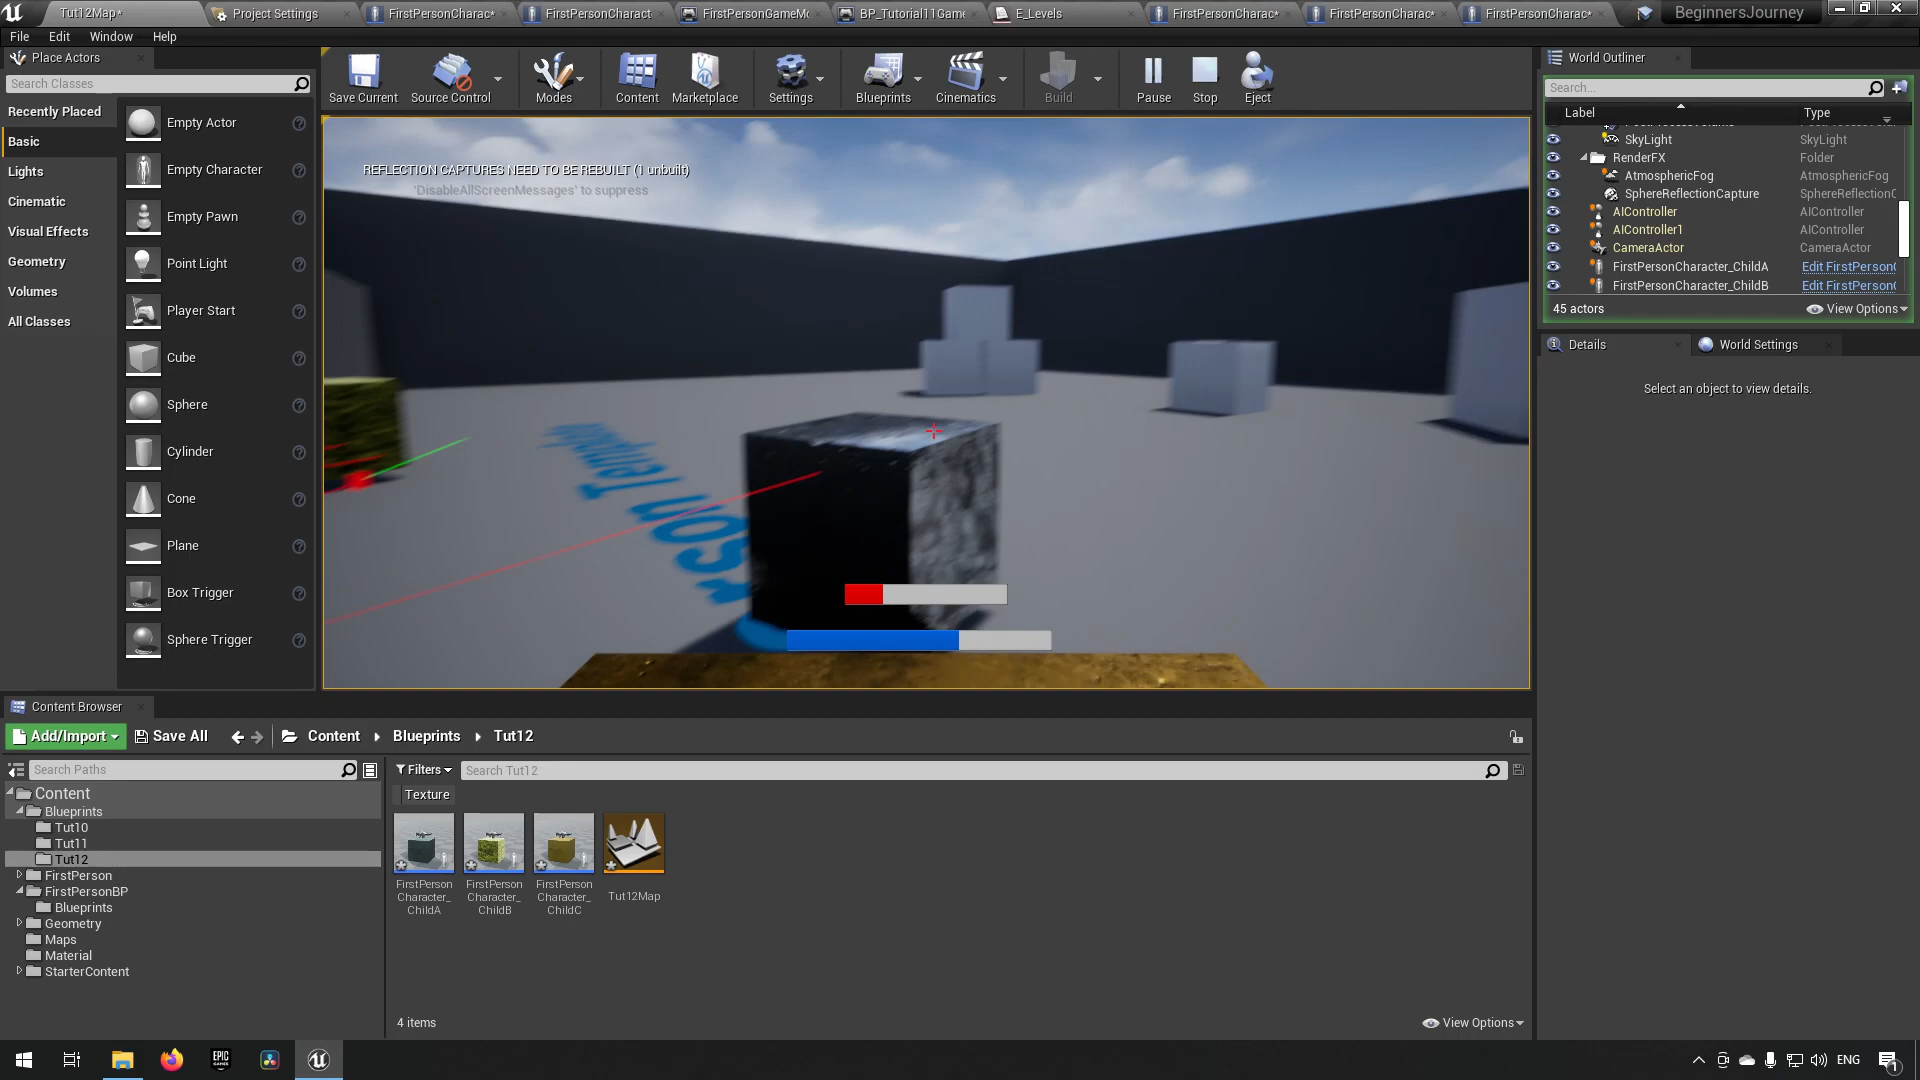 Tut12Map*
Project Settings
FirstPersonCharac*
FirstPersonCharact
FirstPersonGameMo
BP_Tutorial11Game
E_Levels
FirstPersonCharac*
FirstPersonCharac*
FirstPersonCharac*
BeginnersJourney
File
Edit
Window
Help
Place Actors
Search Classes
Recently Placed
Basic
Lights
Cinematic
Visual Effects
Geometry
Volumes
All Classes
Empty Actor
Empty Character
Empty Pawn
Point Light
Player Start
Cube
Sphere
Cylinder
Cone
Plane
Box Trigger
Sphere Trigger
Save Current
Source Control
Modes
Content
Marketplace
Settings
Blueprints
Cinematics
Build
Pause
Stop
Eject
REFLECTION CAPTURES NEED TO BE REBUILT (1 unbuilt)
'DisableAllScreenMessages' to suppress
World Outliner
Search...
Label
Type
SkyLight
SkyLight
RenderFX
Folder
AtmosphericFog
AtmosphericFog
SphereReflectionCapture
SphereReflectionC
AIController
AIController
AIController1
AIController
CameraActor
CameraActor
FirstPersonCharacter_ChildA
Edit FirstPersonC
FirstPersonCharacter_ChildB
Edit FirstPersonC
45 actors
View Options
Details
World Settings
Select an object to view details.
Content Browser
Add/Import
Save All
Content
Blueprints
Tut12
Search Paths
Content
Blueprints
Tut10
Tut11
Tut12
FirstPerson
FirstPersonBP
Blueprints
Geometry
Maps
Material
StarterContent
Filters
Search Tut12
Texture
FirstPerson
Character_
ChildA
FirstPerson
Character_
ChildB
FirstPerson
Character_
ChildC
Tut12Map
4 items
View Options
EPIC
GAMES
ENG
1